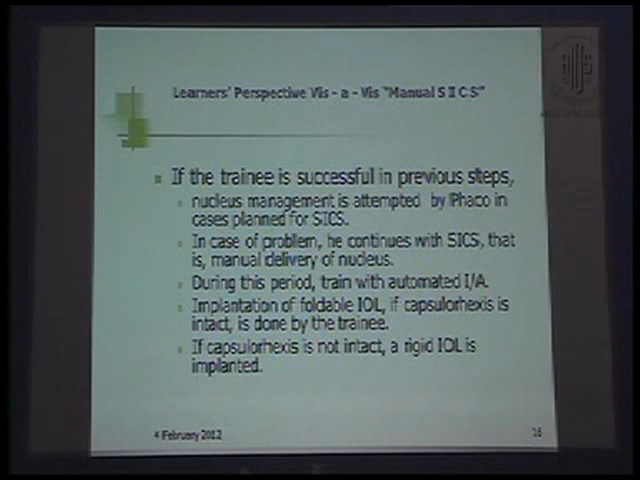 Learners' Perspective Vis - a - Vis "Manual S I C S"
If the trainee is successful in previous steps,
nucleus management is attempted by Phaco in
cases planned for SICS.
In case of problem, he continues with SICS, that
is, manual delivery of nucleus.
During this period, train with automated I/A.
Implantation of foldable IOL, if capsulorhexis is
intact, is done by the trainee.
If capsulorhexis is not intact, a rigid IOL is
implanted.
4 February 2012
16